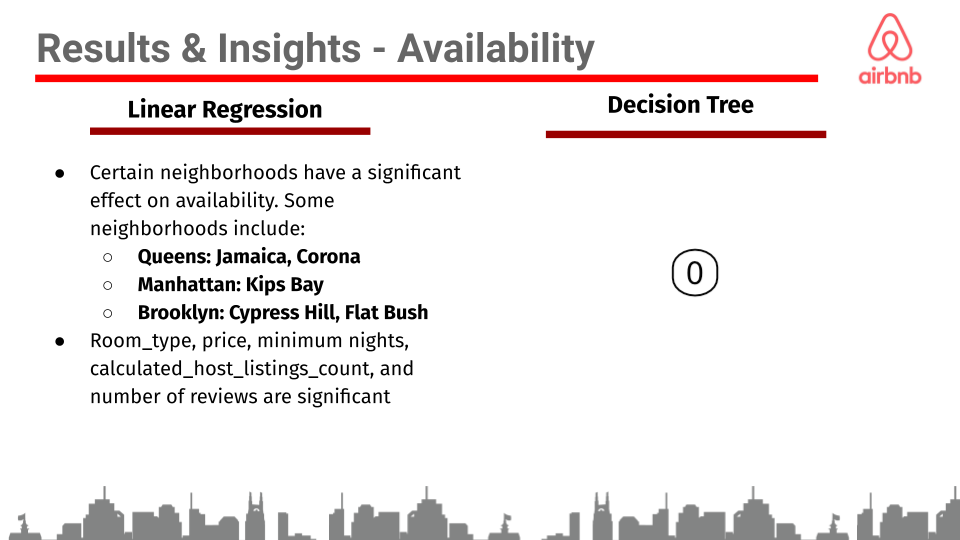 Results & Insights - Availability
airbnb
Linear Regression
● Certain neighborhoods have a significant
effect on availability. Some
neighborhoods include:
○ Queens: Jamaica, Corona
○ Manhattan: Kips Bay
○ Brooklyn: Cypress Hill, Flat Bush
● Room_type, price, minimum nights,
calculated_host_listings_count, and
number of reviews are significant
Decision Tree
0